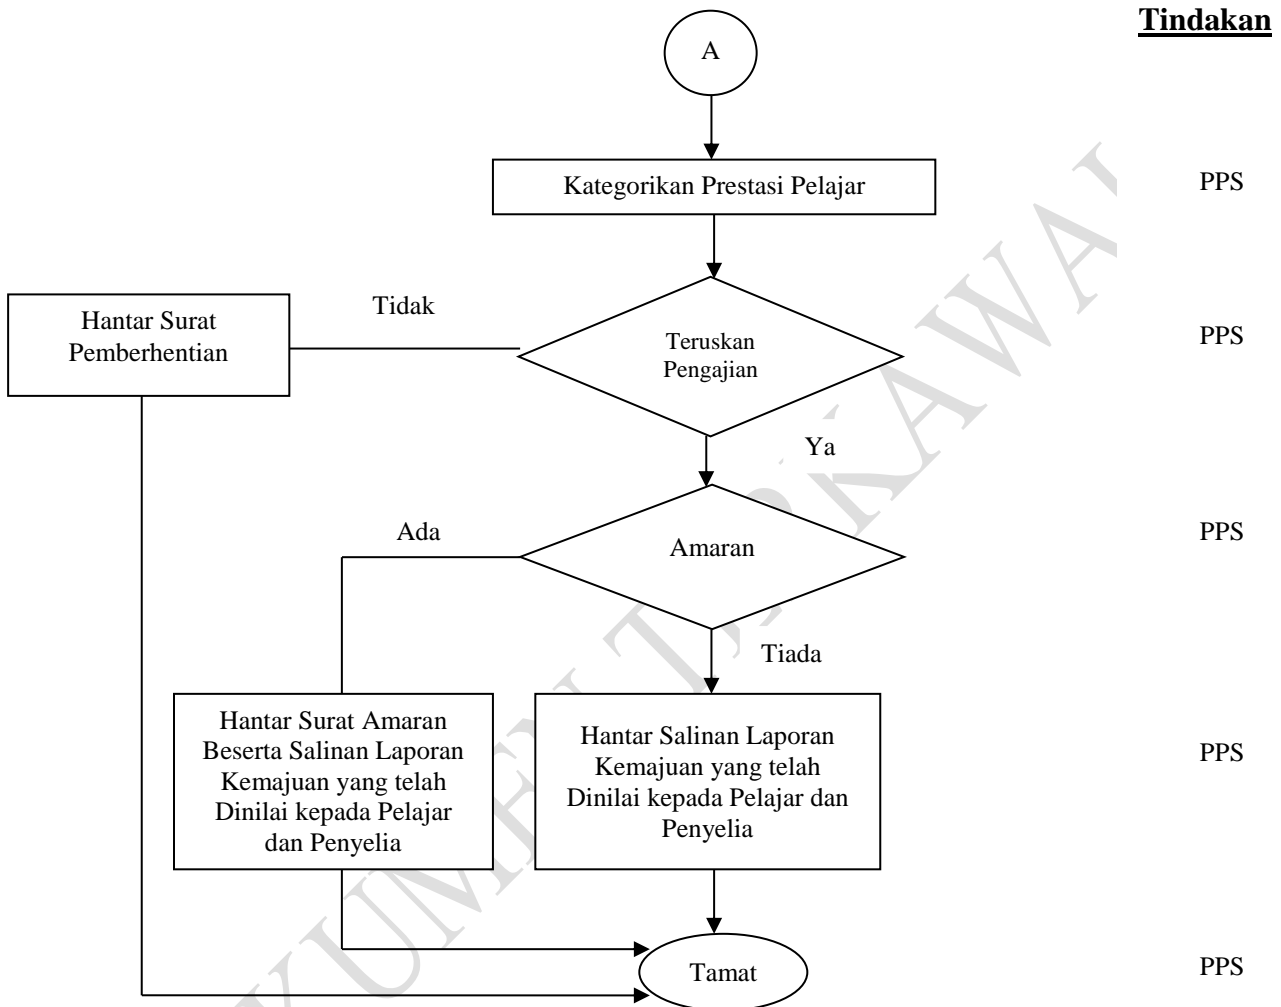 Tindakan
A
Kategorikan Prestasi Pelajar
PPS
Hantar Surat
Pemberhentian
Tidak
Teruskan
Pengajian
PPS
Ya
Ada
Amaran
PPS
Tiada
Hantar Surat Amaran
Beserta Salinan Laporan
Kemajuan yang telah
Dinilai kepada Pelajar
dan Penyelia
Hantar Salinan Laporan
Kemajuan yang telah
Dinilai kepada Pelajar dan
Penyelia
PPS
Tamat
PPS